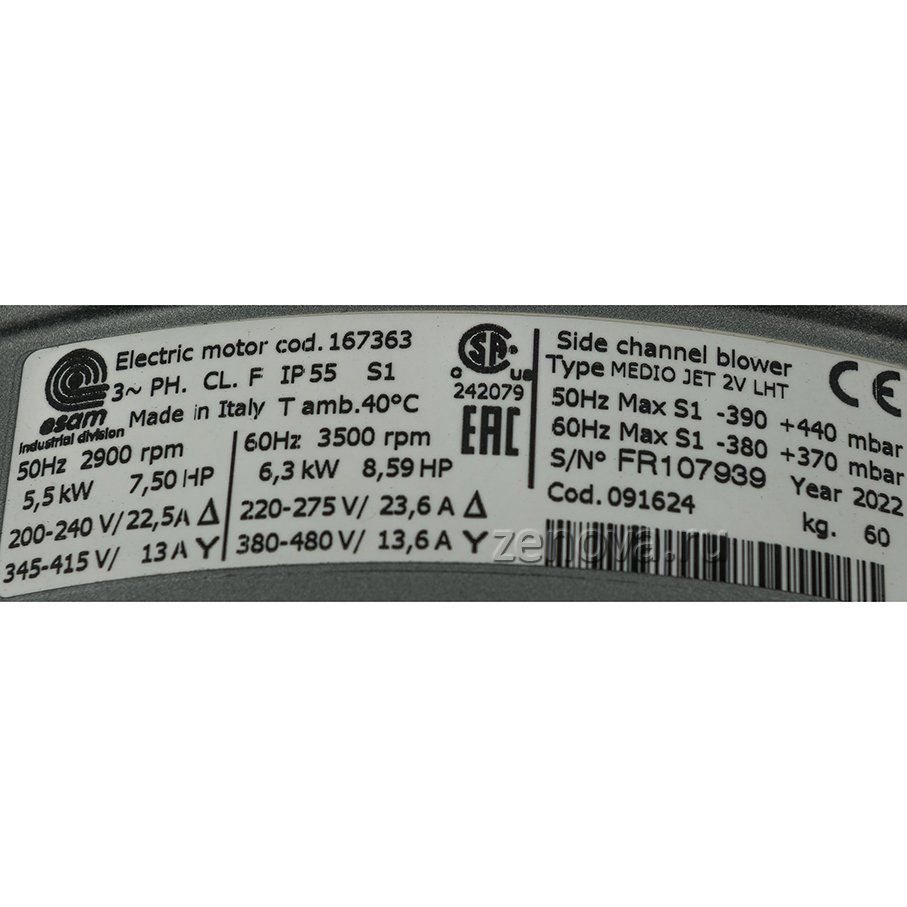 esam
industrial division
Electric motor cod. 167363
3~ PH. CL. F IP 55 S1
Made in Italy T amb.40°C
50Hz 2900 rpm
5,5 kW 7,50 HP
200-240 V/ 22,5A Δ
345-415 V/ 13 A Y
60Hz 3500 rpm
6,3 kW 8,59 HP
220-275 V/ 23,6 A Δ
380-480 V/ 13,6 A Y
SA
C US
242079
EAC
Side channel blower
Type MEDIO JET 2V LHT
50Hz Max S1 -390 +440 mbar
60Hz Max S1 -380 +370 mbar
S/N° FR107939 Year 2022
Cod. 091624 kg. 60
CE
zenova.ru